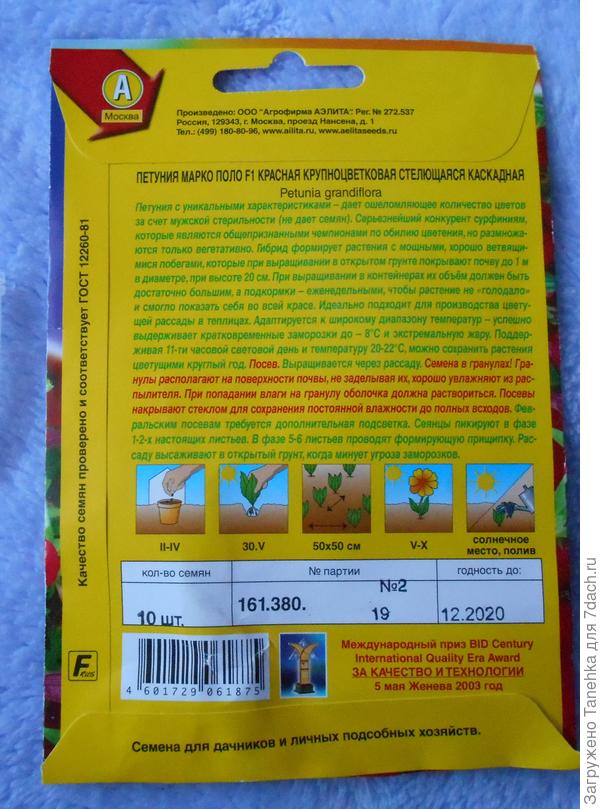 А
Москва
Произведено: ООО "Агрофирма АЭЛИТА". Рег. № 272.537
Россия, 129343, г. Москва, проезд Нансена, д. 1
Тел.: (499) 180-80-96, www.ailita.ru, www.aelitaseeds.ru
ПЕТУНИЯ МАРКО ПОЛО F1 КРАСНАЯ КРУПНОЦВЕТКОВАЯ СТЕЛЮЩАЯСЯ КАСКАДНАЯ
Petunia grandiflora
Петуния с уникальными характеристиками – дает ошеломляющее количество цветов
за счет мужской стерильности (не дает семян). Серьезнейший конкурент сурфиниям,
которые являются общепризнанными чемпионами по обилию цветения, но размножа-
ются только вегетативно. Гибрид формирует растения с мощными, хорошо ветвящи-
мися побегами, которые при выращивании в открытом грунте покрывают почву до 1 м
в диаметре, при высоте 20 см. При выращивании в контейнерах их объём должен быть
достаточно большим, а подкормки – еженедельными, чтобы растение не «голодало»
и смогло показать себя во всей красе. Идеально подходит для производства цвету-
щей рассады в теплицах. Адаптируется к широкому диапазону температур – успешно
выдерживает кратковременные заморозки до – 8°С и экстремальную жару. Поддер-
живая 11-ти часовой световой день и температуру 20-22°С, можно сохранить растения
цветущими круглый год. Посев. Выращивается через рассаду. Семена в гранулах! Гра-
нулы располагают на поверхности почвы, не заделывая их, хорошо увлажняют из рас-
пылителя. При попадании влаги на гранулу оболочка должна раствориться. Посевы
накрывают стеклом для сохранения постоянной влажности до полных всходов. Фев-
ральским посевам требуется дополнительная подсветка. Сеянцы пикируют в фазе
1-2-х настоящих листьев. В фазе 5-6 листьев проводят формирующую прищипку. Рас-
саду высаживают в открытый грунт, когда минует угроза заморозков.
II-IV
30.V
50x50 см
V-X
солнечное
место, полив
кол-во семян
№ партии
годность до:
10 шт.
161.380.
№2
19
12.2020
4 601729 061875
Международный приз BID Century
International Quality Era Award
ЗА КАЧЕСТВО И ТЕХНОЛОГИИ
5 мая Женева 2003 год
Семена для дачников и личных подсобных хозяйств.
Качество семян проверено и соответствует ГОСТ 12260-81
Загружено Tanehka для 7dach.ru